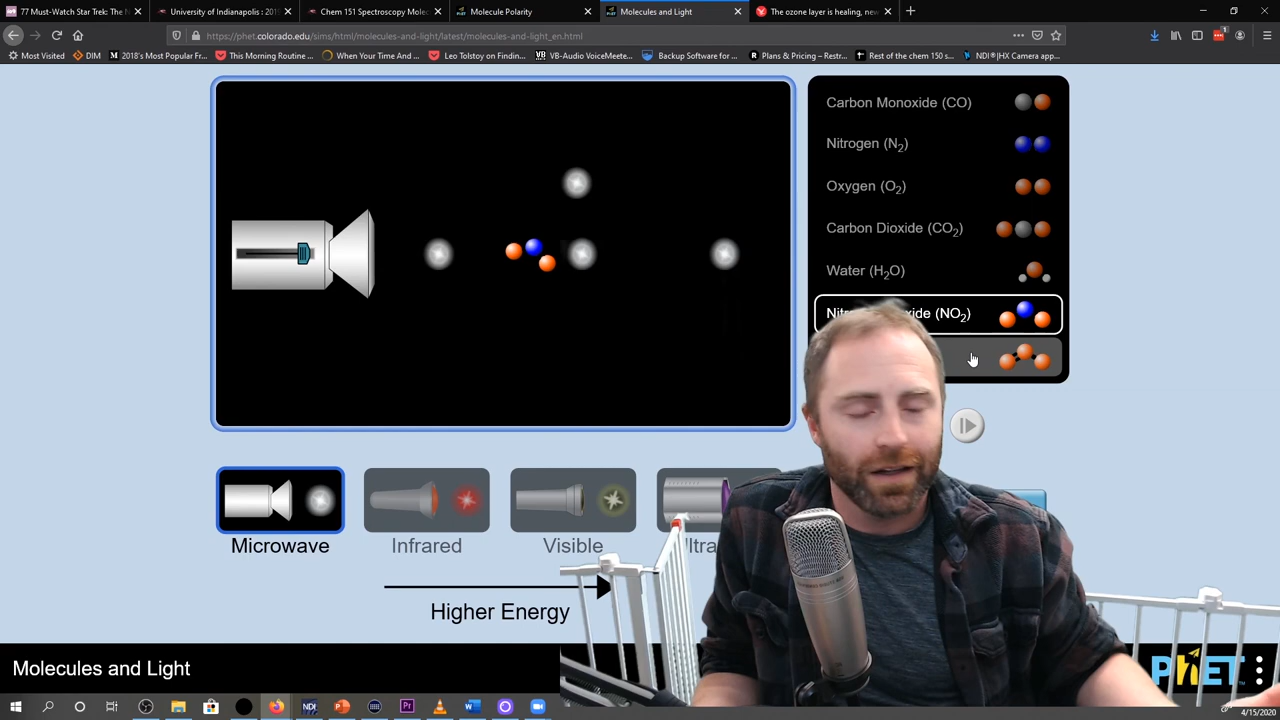 77 Must-Watch Star Trek: The N
University of Indianapolis : 201
Chem 151 Spectroscopy Molec
Molecule Polarity
Molecules and Light
The ozone layer is healing, new
https://phet.colorado.edu/sims/html/molecules-and-light/latest/molecules-and-light_en.html
Most Visited
DIM
2018's Most Popular Fr...
This Morning Routine ...
When Your Time And ...
Leo Tolstoy on Findin...
VB-Audio VoiceMeete...
Backup Software for ...
Plans & Pricing – Restr...
Rest of the chem 150 s...
NDI®|HX Camera app...
Carbon Monoxide (CO)
Nitrogen (N2)
Oxygen (O2)
Carbon Dioxide (CO2)
Water (H2O)
Nit oxide (NO2)
Microwave
Infrared
Visible
ltra
Higher Energy
Molecules and Light
PhET
4/15/2020